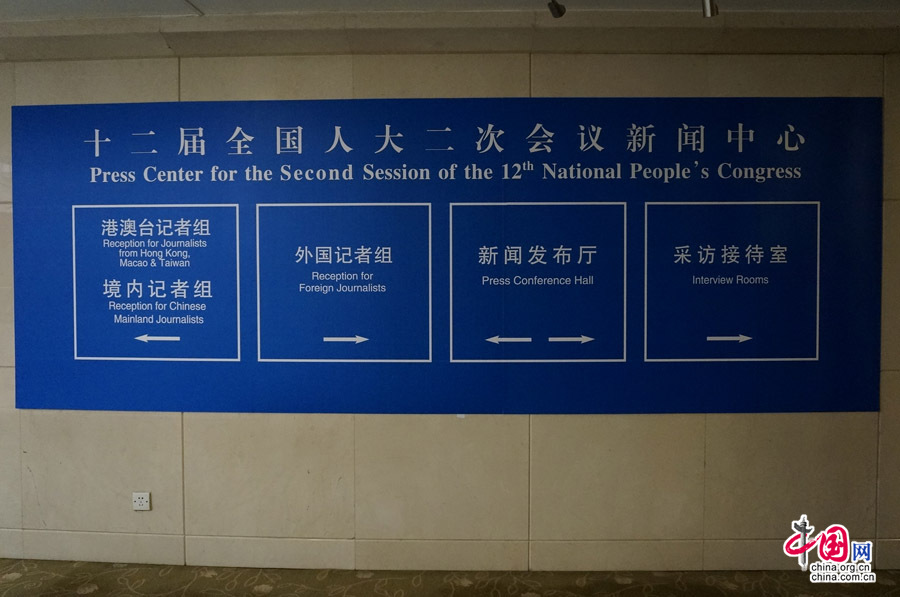 十二届全国人大二次会议新闻中心
Press Center for the Second Session of the 12th National People's Congress
港澳台记者组
Reception for Journalists
from Hong Kong,
Macao & Taiwan
境内记者组
Reception for Chinese
Mainland Journalists
外国记者组
Reception for
Foreign Journalists
新闻发布厅
Press Conference Hall
采访接待室
Interview Rooms
中国网
china.org.cn
china.com.cn